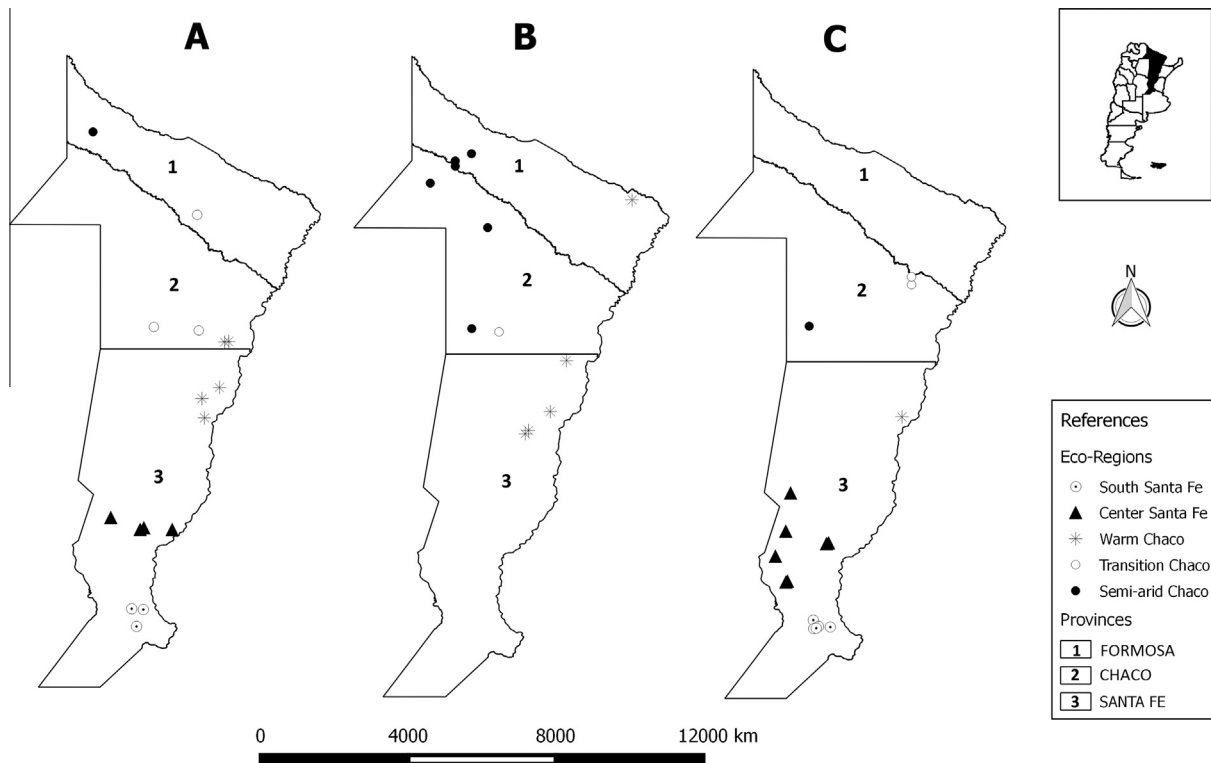 A B C
1 1 1
2 2 2
3 3 3
N
References
Eco-Regions
South Santa Fe
Center Santa Fe
Warm Chaco
Transition Chaco
Semi-arid Chaco
Provinces
1 FORMOSA
2 CHACO
3 SANTA FE
0 4000 8000 12000 km